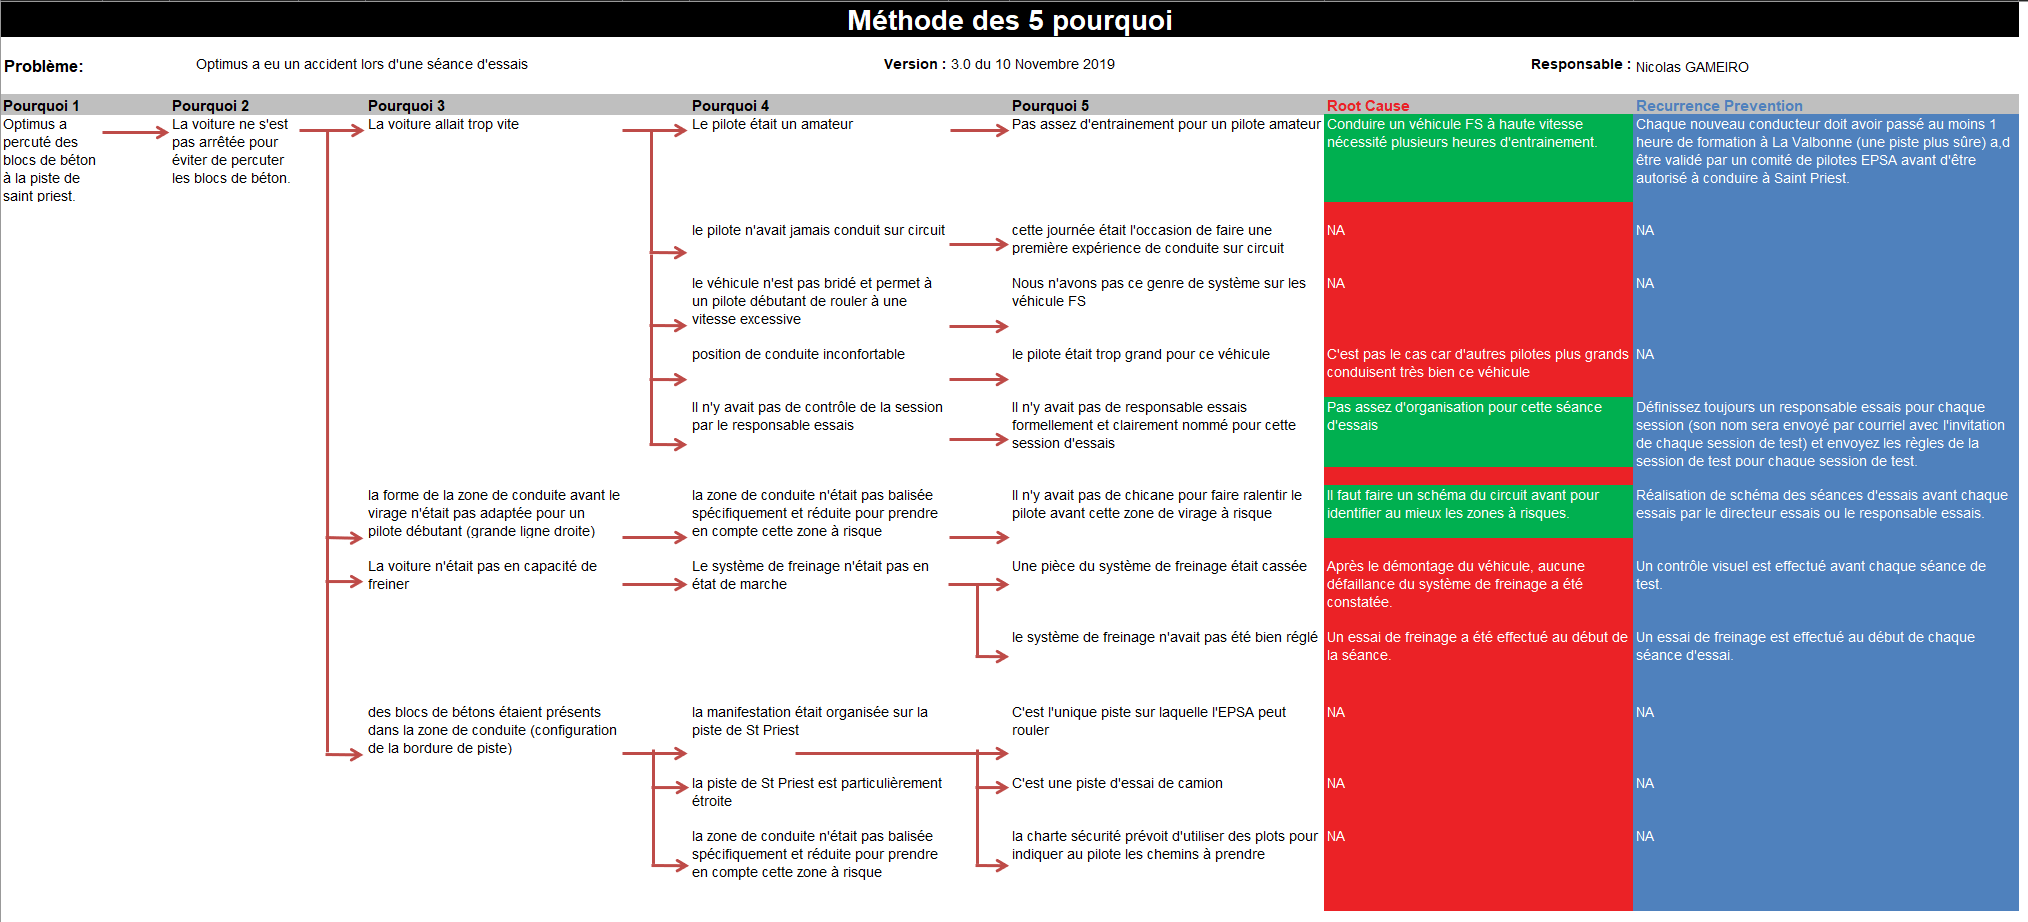 Méthode des 5 pourquoi
Problème:
Optimus a eu un accident lors d'une séance d'essais
Version : 3.0 du 10 Novembre 2019
Responsable : Nicolas GAMEIRO
Pourquoi 1
Pourquoi 2
Pourquoi 3
Pourquoi 4
Pourquoi 5
Root Cause
Recurrence Prevention
Optimus a
percuté des
blocs de béton
à la piste de
saint priest.
La voiture ne s'est
pas arrêtée pour
éviter de percuter
les blocs de béton.
La voiture allait trop vite
Le pilote était un amateur
Pas assez d'entrainement pour un pilote amateur
Conduire un véhicule FS à haute vitesse
nécessité plusieurs heures d'entrainement.
Chaque nouveau conducteur doit avoir passé au moins 1
heure de formation à La Valbonne (une piste plus sûre) a,d
être validé par un comité de pilotes EPSA avant d'être
autorisé à conduire à Saint Priest.
le pilote n'avait jamais conduit sur circuit
cette journée était l'occasion de faire une
première expérience de conduite sur circuit
NA
NA
le véhicule n'est pas bridé et permet à
un pilote débutant de rouler à une
vitesse excessive
Nous n'avons pas ce genre de système sur les
véhicule FS
NA
NA
position de conduite inconfortable
le pilote était trop grand pour ce véhicule
C'est pas le cas car d'autres pilotes plus grands
conduisent très bien ce véhicule
NA
Il n'y avait pas de contrôle de la session
par le responsable essais
Il n'y avait pas de responsable essais
formellement et clairement nommé pour cette
session d'essais
Pas assez d'organisation pour cette séance
d'essais
Définissez toujours un responsable essais pour chaque
session (son nom sera envoyé par courriel avec l'invitation
de chaque session de test) et envoyez les règles de la
session de test pour chaque session de test.
la forme de la zone de conduite avant le
virage n'était pas adaptée pour un
pilote débutant (grande ligne droite)
la zone de conduite n'était pas balisée
spécifiquement et réduite pour prendre
en compte cette zone à risque
Il n'y avait pas de chicane pour faire ralentir le
pilote avant cette zone de virage à risque
Il faut faire un schéma du circuit avant pour
identifier au mieux les zones à risques.
Réalisation de schéma des séances d'essais avant chaque
essais par le directeur essais ou le responsable essais.
La voiture n'était pas en capacité de
freiner
Le système de freinage n'était pas en
état de marche
Une pièce du système de freinage était cassée
Après le démontage du véhicule, aucune
défaillance du système de freinage a été
constatée.
Un contrôle visuel est effectué avant chaque séance de
test.
le système de freinage n'avait pas été bien réglé
Un essai de freinage a été effectué au début de
la séance.
Un essai de freinage est effectué au début de chaque
séance d'essai.
des blocs de bétons étaient présents
dans la zone de conduite (configuration
de la bordure de piste)
la manifestation était organisée sur la
piste de St Priest
C'est l'unique piste sur laquelle l'EPSA peut
rouler
NA
NA
la piste de St Priest est particulièrement
étroite
C'est une piste d'essai de camion
NA
NA
la zone de conduite n'était pas balisée
spécifiquement et réduite pour prendre
en compte cette zone à risque
la charte sécurité prévoit d'utiliser des plots pour
indiquer au pilote les chemins à prendre
NA
NA